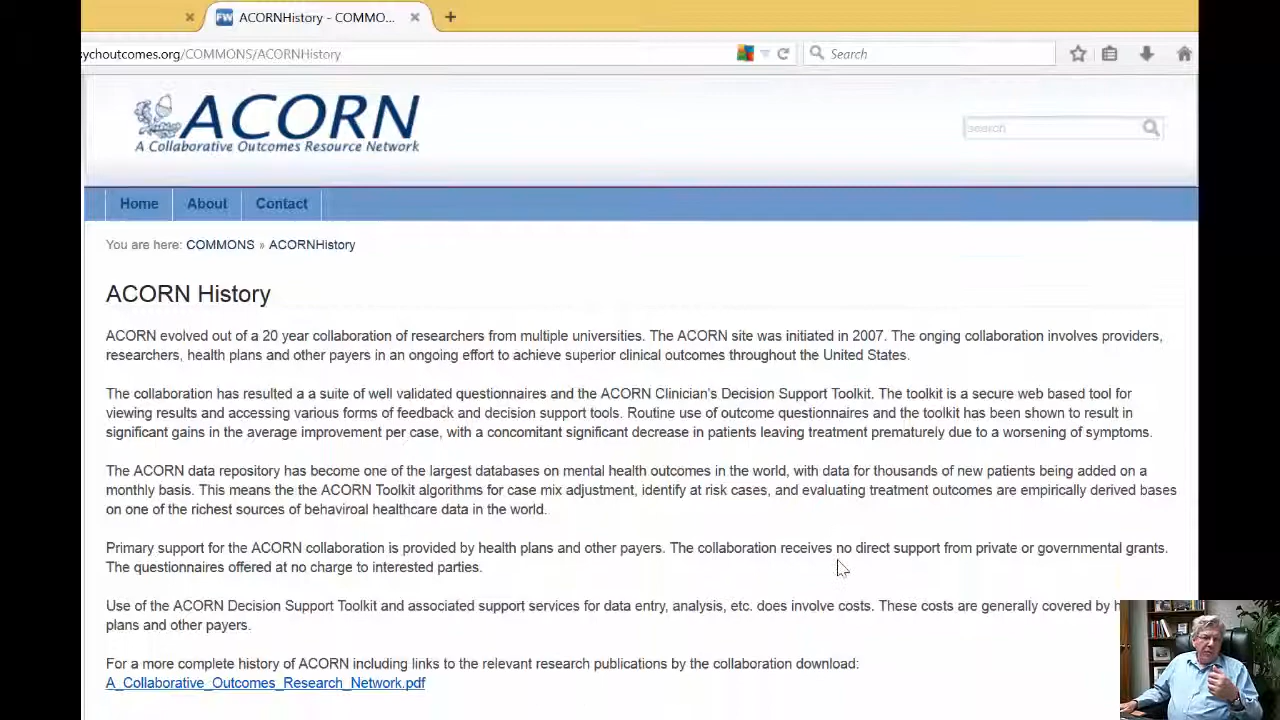 ACORNHistory - COMMO...
ychoutcomes.org/COMMONS/ACORNHistory
Search
ACORN
A Collaborative Outcomes Resource Network
search
Home
About
Contact
You are here: COMMONS » ACORNHistory
ACORN History
ACORN evolved out of a 20 year collaboration of researchers from multiple universities. The ACORN site was initiated in 2007. The onging collaboration involves providers,
researchers, health plans and other payers in an ongoing effort to achieve superior clinical outcomes throughout the United States.
The collaboration has resulted a a suite of well validated questionnaires and the ACORN Clinician's Decision Support Toolkit. The toolkit is a secure web based tool for
viewing results and accessing various forms of feedback and decision support tools. Routine use of outcome questionnaires and the toolkit has been shown to result in
significant gains in the average improvement per case, with a concomitant significant decrease in patients leaving treatment prematurely due to a worsening of symptoms.
The ACORN data repository has become one of the largest databases on mental health outcomes in the world, with data for thousands of new patients being added on a
monthly basis. This means the the ACORN Toolkit algorithms for case mix adjustment, identify at risk cases, and evaluating treatment outcomes are empirically derived bases
on one of the richest sources of behaviroal healthcare data in the world.
Primary support for the ACORN collaboration is provided by health plans and other payers. The collaboration receives no direct support from private or governmental grants.
The questionnaires offered at no charge to interested parties.
Use of the ACORN Decision Support Toolkit and associated support services for data entry, analysis, etc. does involve costs. These costs are generally covered by
plans and other payers.
For a more complete history of ACORN including links to the relevant research publications by the collaboration download:
A_Collaborative_Outcomes_Research_Network.pdf